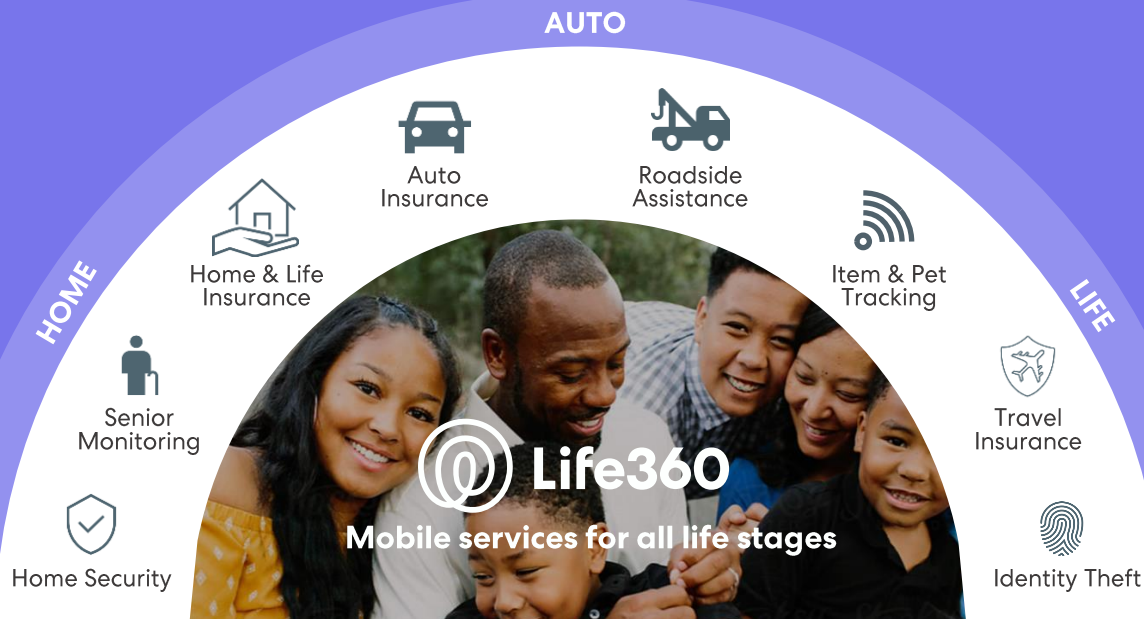 AUTO
HOME
LIFE
Auto
Insurance
Roadside
Assistance
Home & Life
Insurance
Item & Pet
Tracking
Senior
Monitoring
Travel
Insurance
Home Security
Identity Theft
Life360
Mobile services for all life stages